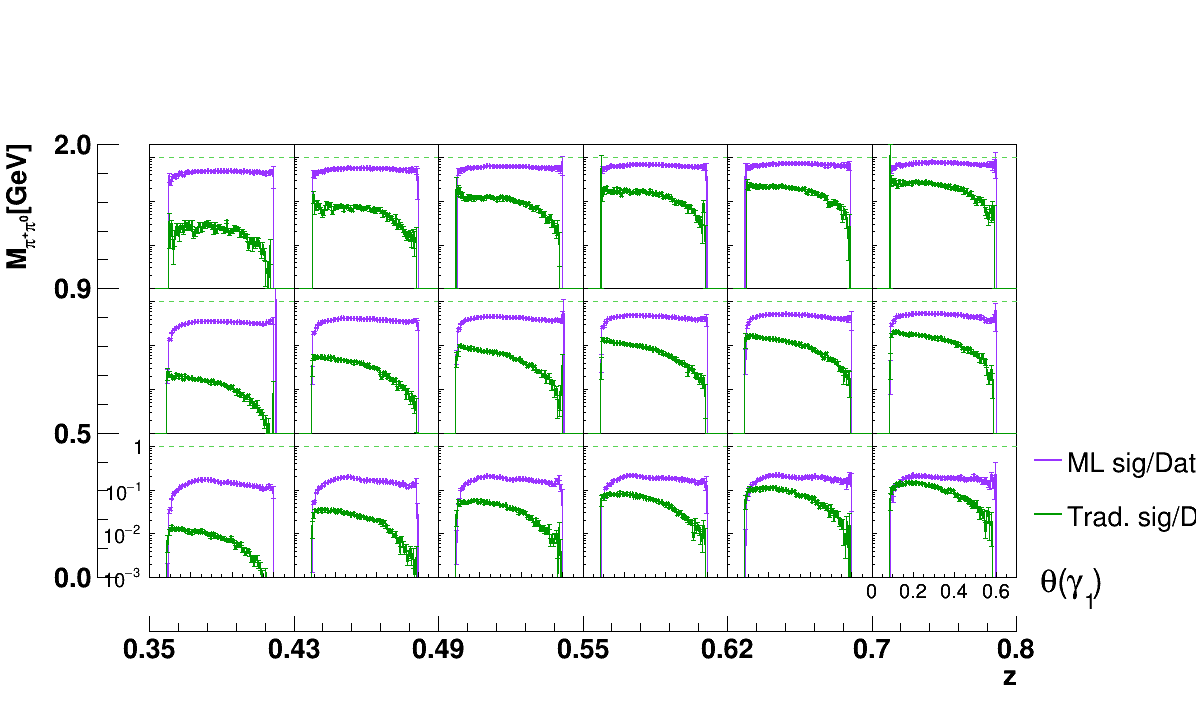 2.0
M_{π⁺π⁰} [GeV]
0.9
0.5
1
10⁻¹
ML sig/Dat
10⁻²
Trad. sig/D
0.0
10⁻³
0 0.2 0.4 0.6
θ(γ₁)
0.35 0.43 0.49 0.55 0.62 0.7 0.8
z